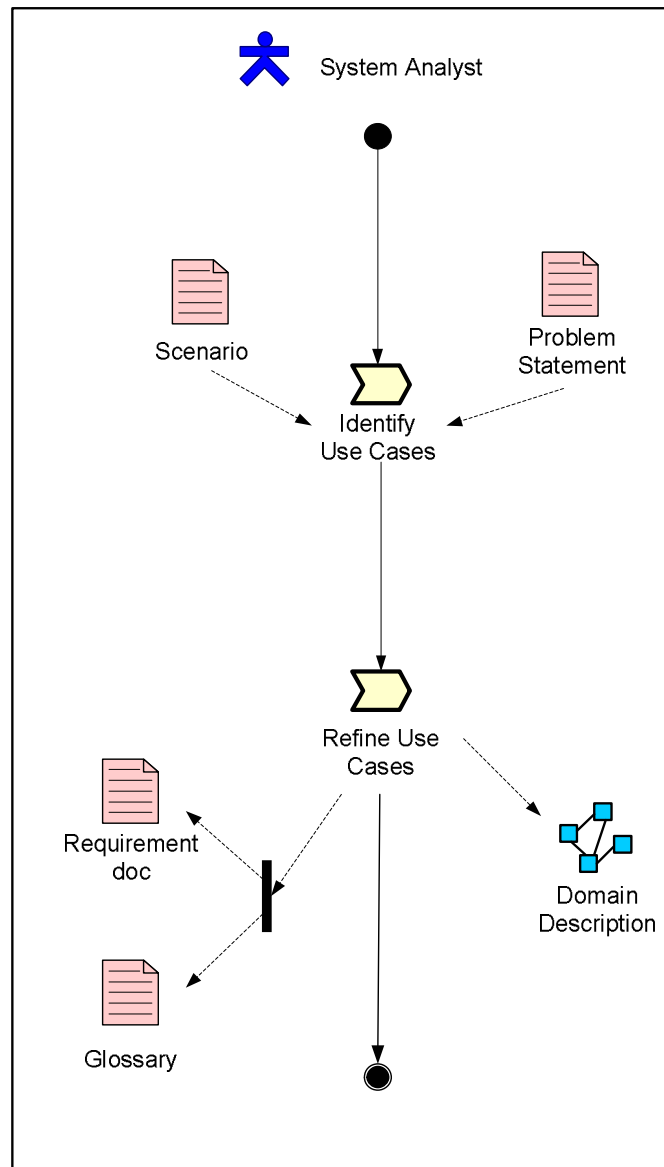 System Analyst
Scenario
Problem
Statement
Identify
Use Cases
Refine Use
Cases
Requirement
doc
Domain
Description
Glossary